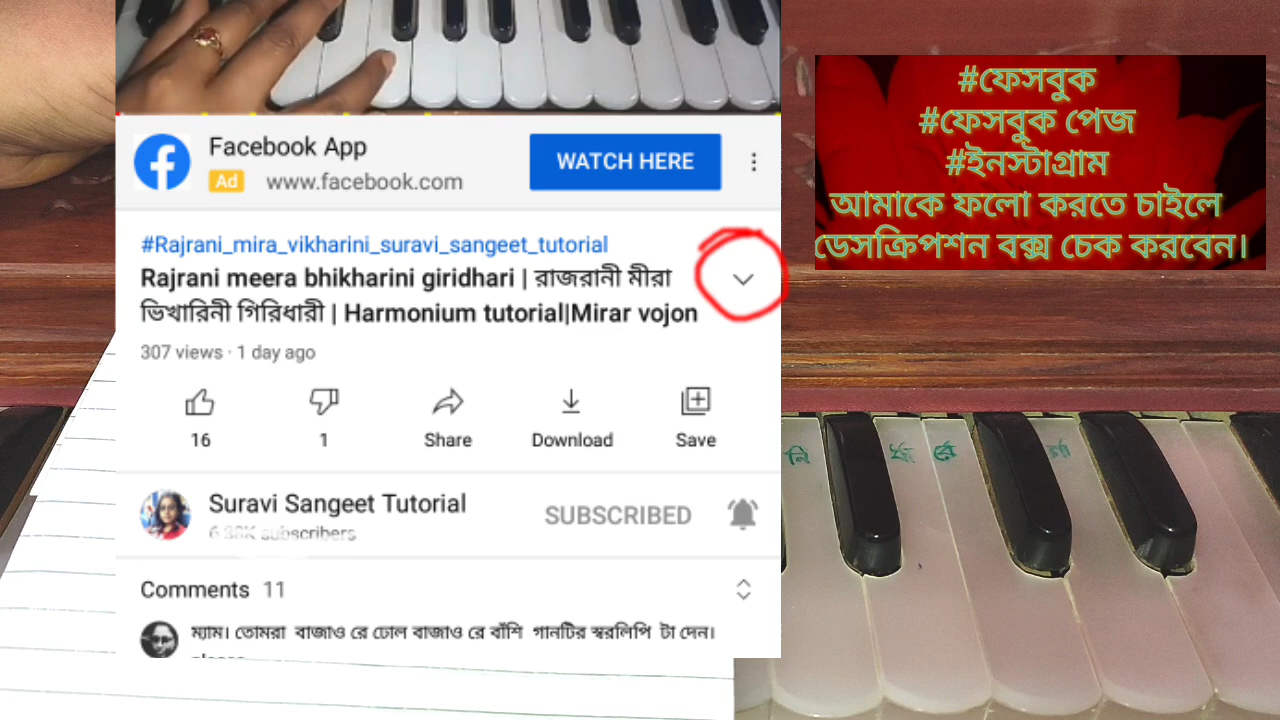 Facebook App
WATCH HERE
Ad www.facebook.com
#Rajrani_mira_vikharini_suravi_sangeet_tutorial
Rajrani meera bhikharini giridhari | রাজরানী মীরা
ভিখারিনী গিরিধারী | Harmonium tutorial|Mirar vojon
307 views · 1 day ago
16
1
Share
Download
Save
Suravi Sangeet Tutorial
SUBSCRIBED
subscribers
Comments 11
ম্যাম। তোমরা বাজাও রে ঢোল বাজাও রে বাঁশি গানটির স্বরলিপি টা দেন।
#ফেসবুক
#ফেসবুক পেজ
#ইনস্টাগ্রাম
আমাকে ফলো করতে চাইলে
ডেসক্রিপশন বক্স চেক করবেন।
নি
সা
রে
গা